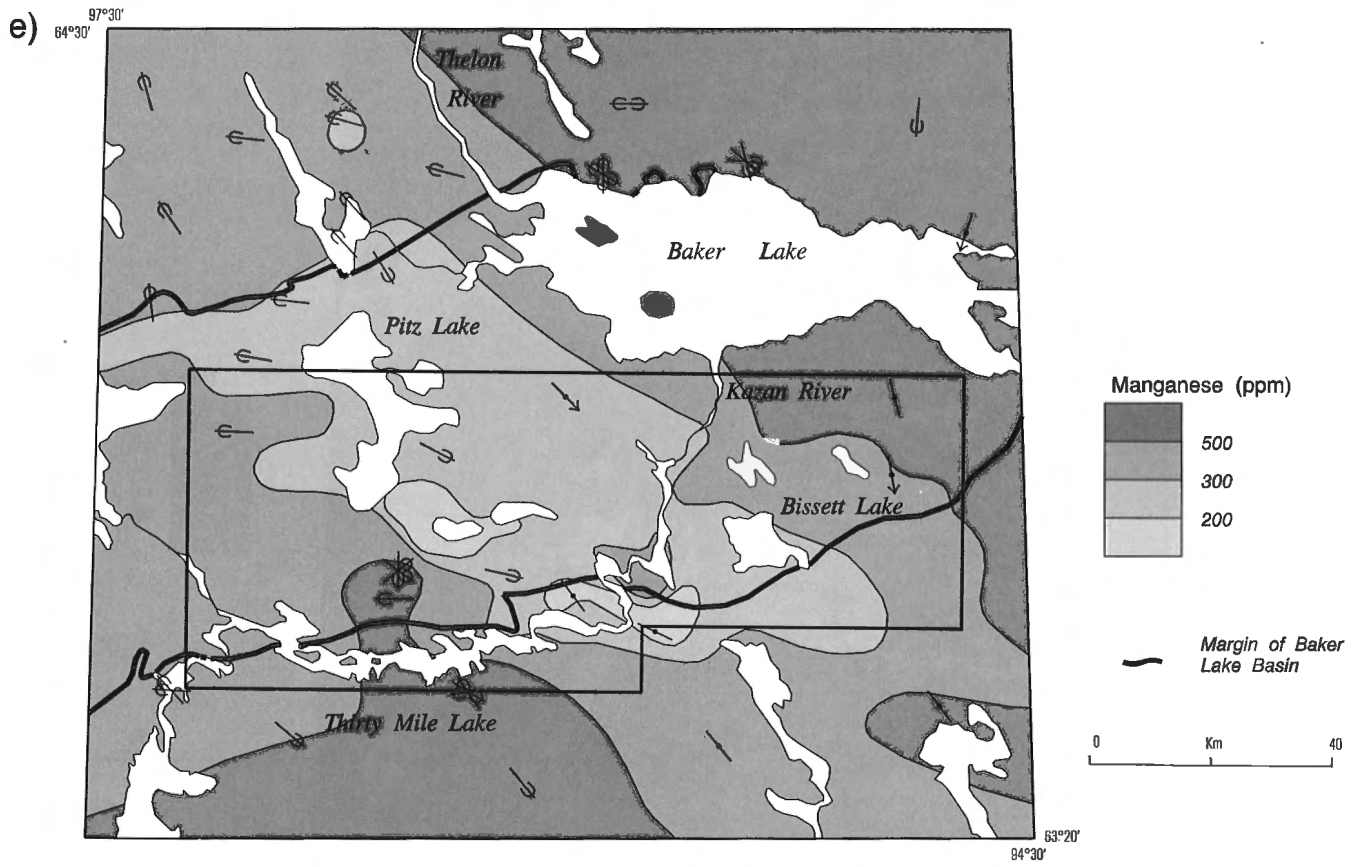 e)
97°30'
64°30'
Thelon
River
Baker Lake
Pitz Lake
Kazan River
Bissett Lake
Thirty Mile Lake
63°20'
94°30'
Manganese (ppm)
500
300
200
Margin of Baker
Lake Basin
0 Km 40